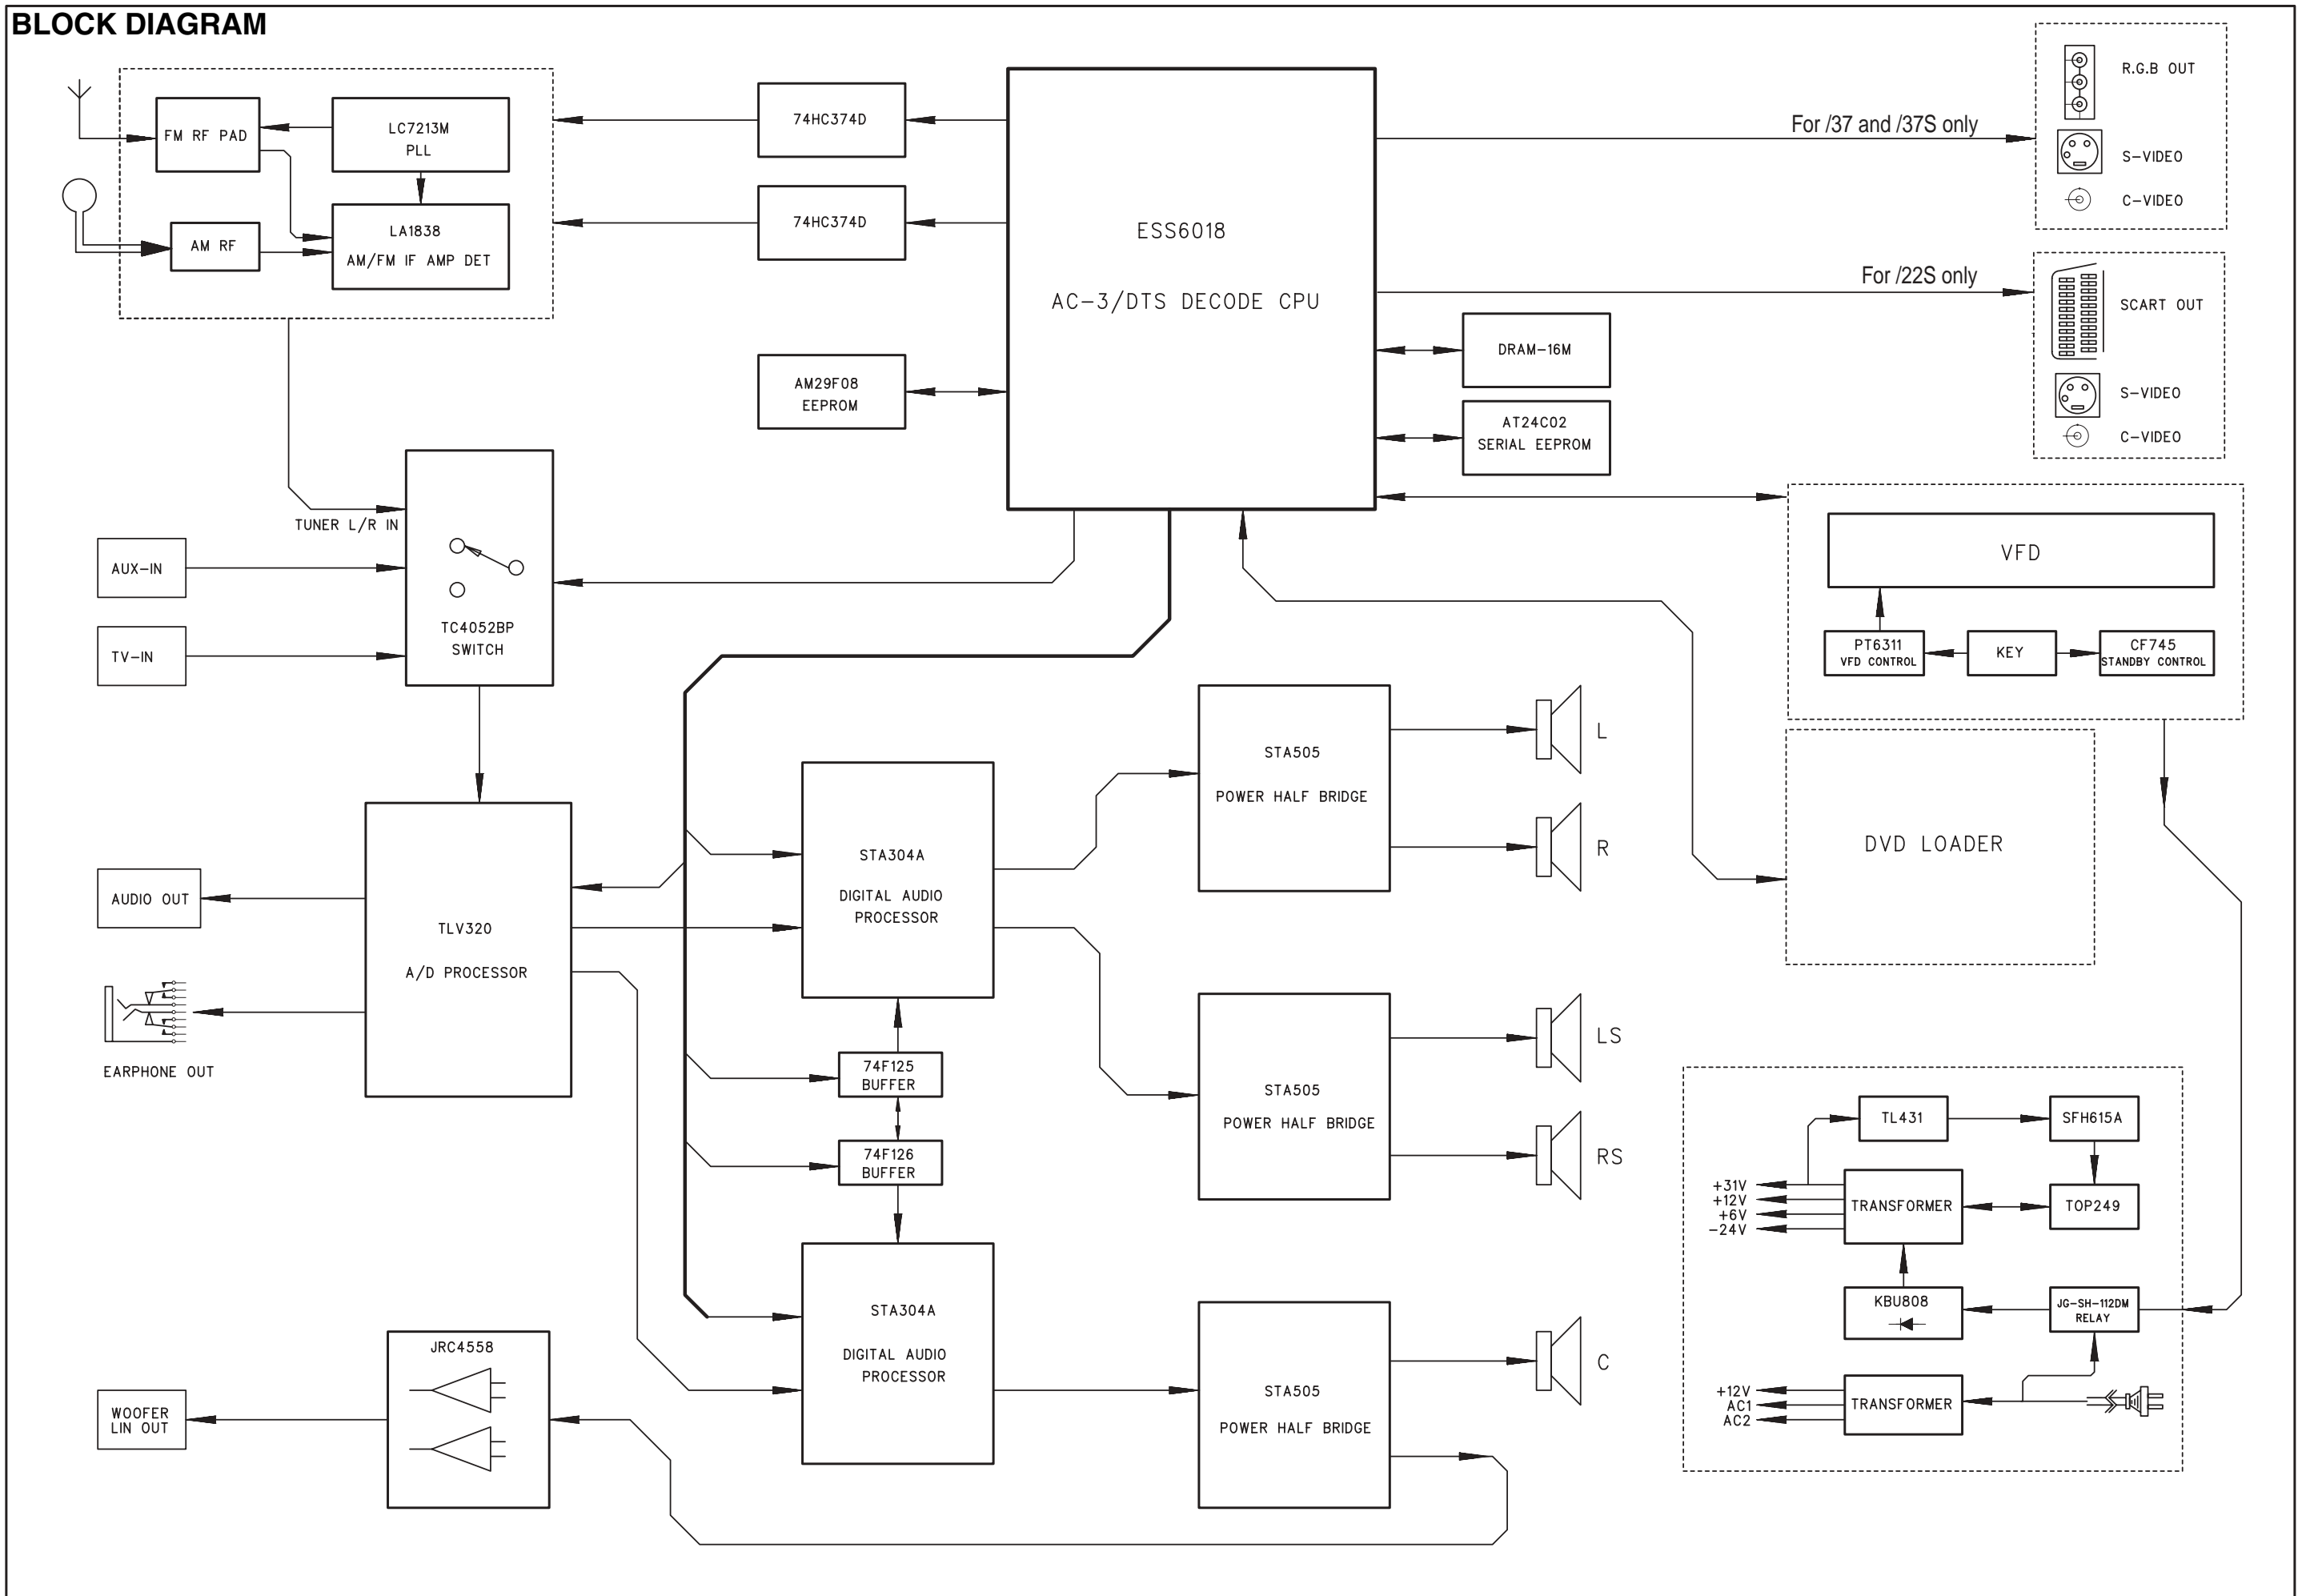 BLOCK DIAGRAM
FM RF PAD
LC7213M
PLL
AM RF
LA1838
AM/FM IF AMP DET
74HC374D
74HC374D
AM29F08
EEPROM
ESS6018
AC-3/DTS DECODE CPU
For /37 and /37S only
R.G.B OUT
S-VIDEO
C-VIDEO
For /22S only
SCART OUT
S-VIDEO
C-VIDEO
DRAM-16M
AT24C02
SERIAL EEPROM
TUNER L/R IN
AUX-IN
TV-IN
TC4052BP
SWITCH
VFD
PT6311
VFD CONTROL
KEY
CF745
STANDBY CONTROL
DVD LOADER
AUDIO OUT
EARPHONE OUT
TLV320
A/D PROCESSOR
STA304A
DIGITAL AUDIO
PROCESSOR
74F125
BUFFER
74F126
BUFFER
STA304A
DIGITAL AUDIO
PROCESSOR
STA505
POWER HALF BRIDGE
L
R
STA505
POWER HALF BRIDGE
LS
RS
STA505
POWER HALF BRIDGE
C
JRC4558
WOOFER
LIN OUT
TL431
SFH615A
+31V
+12V
+6V
-24V
TRANSFORMER
TOP249
KBU808
JG-SH-112DM
RELAY
+12V
AC1
AC2
TRANSFORMER